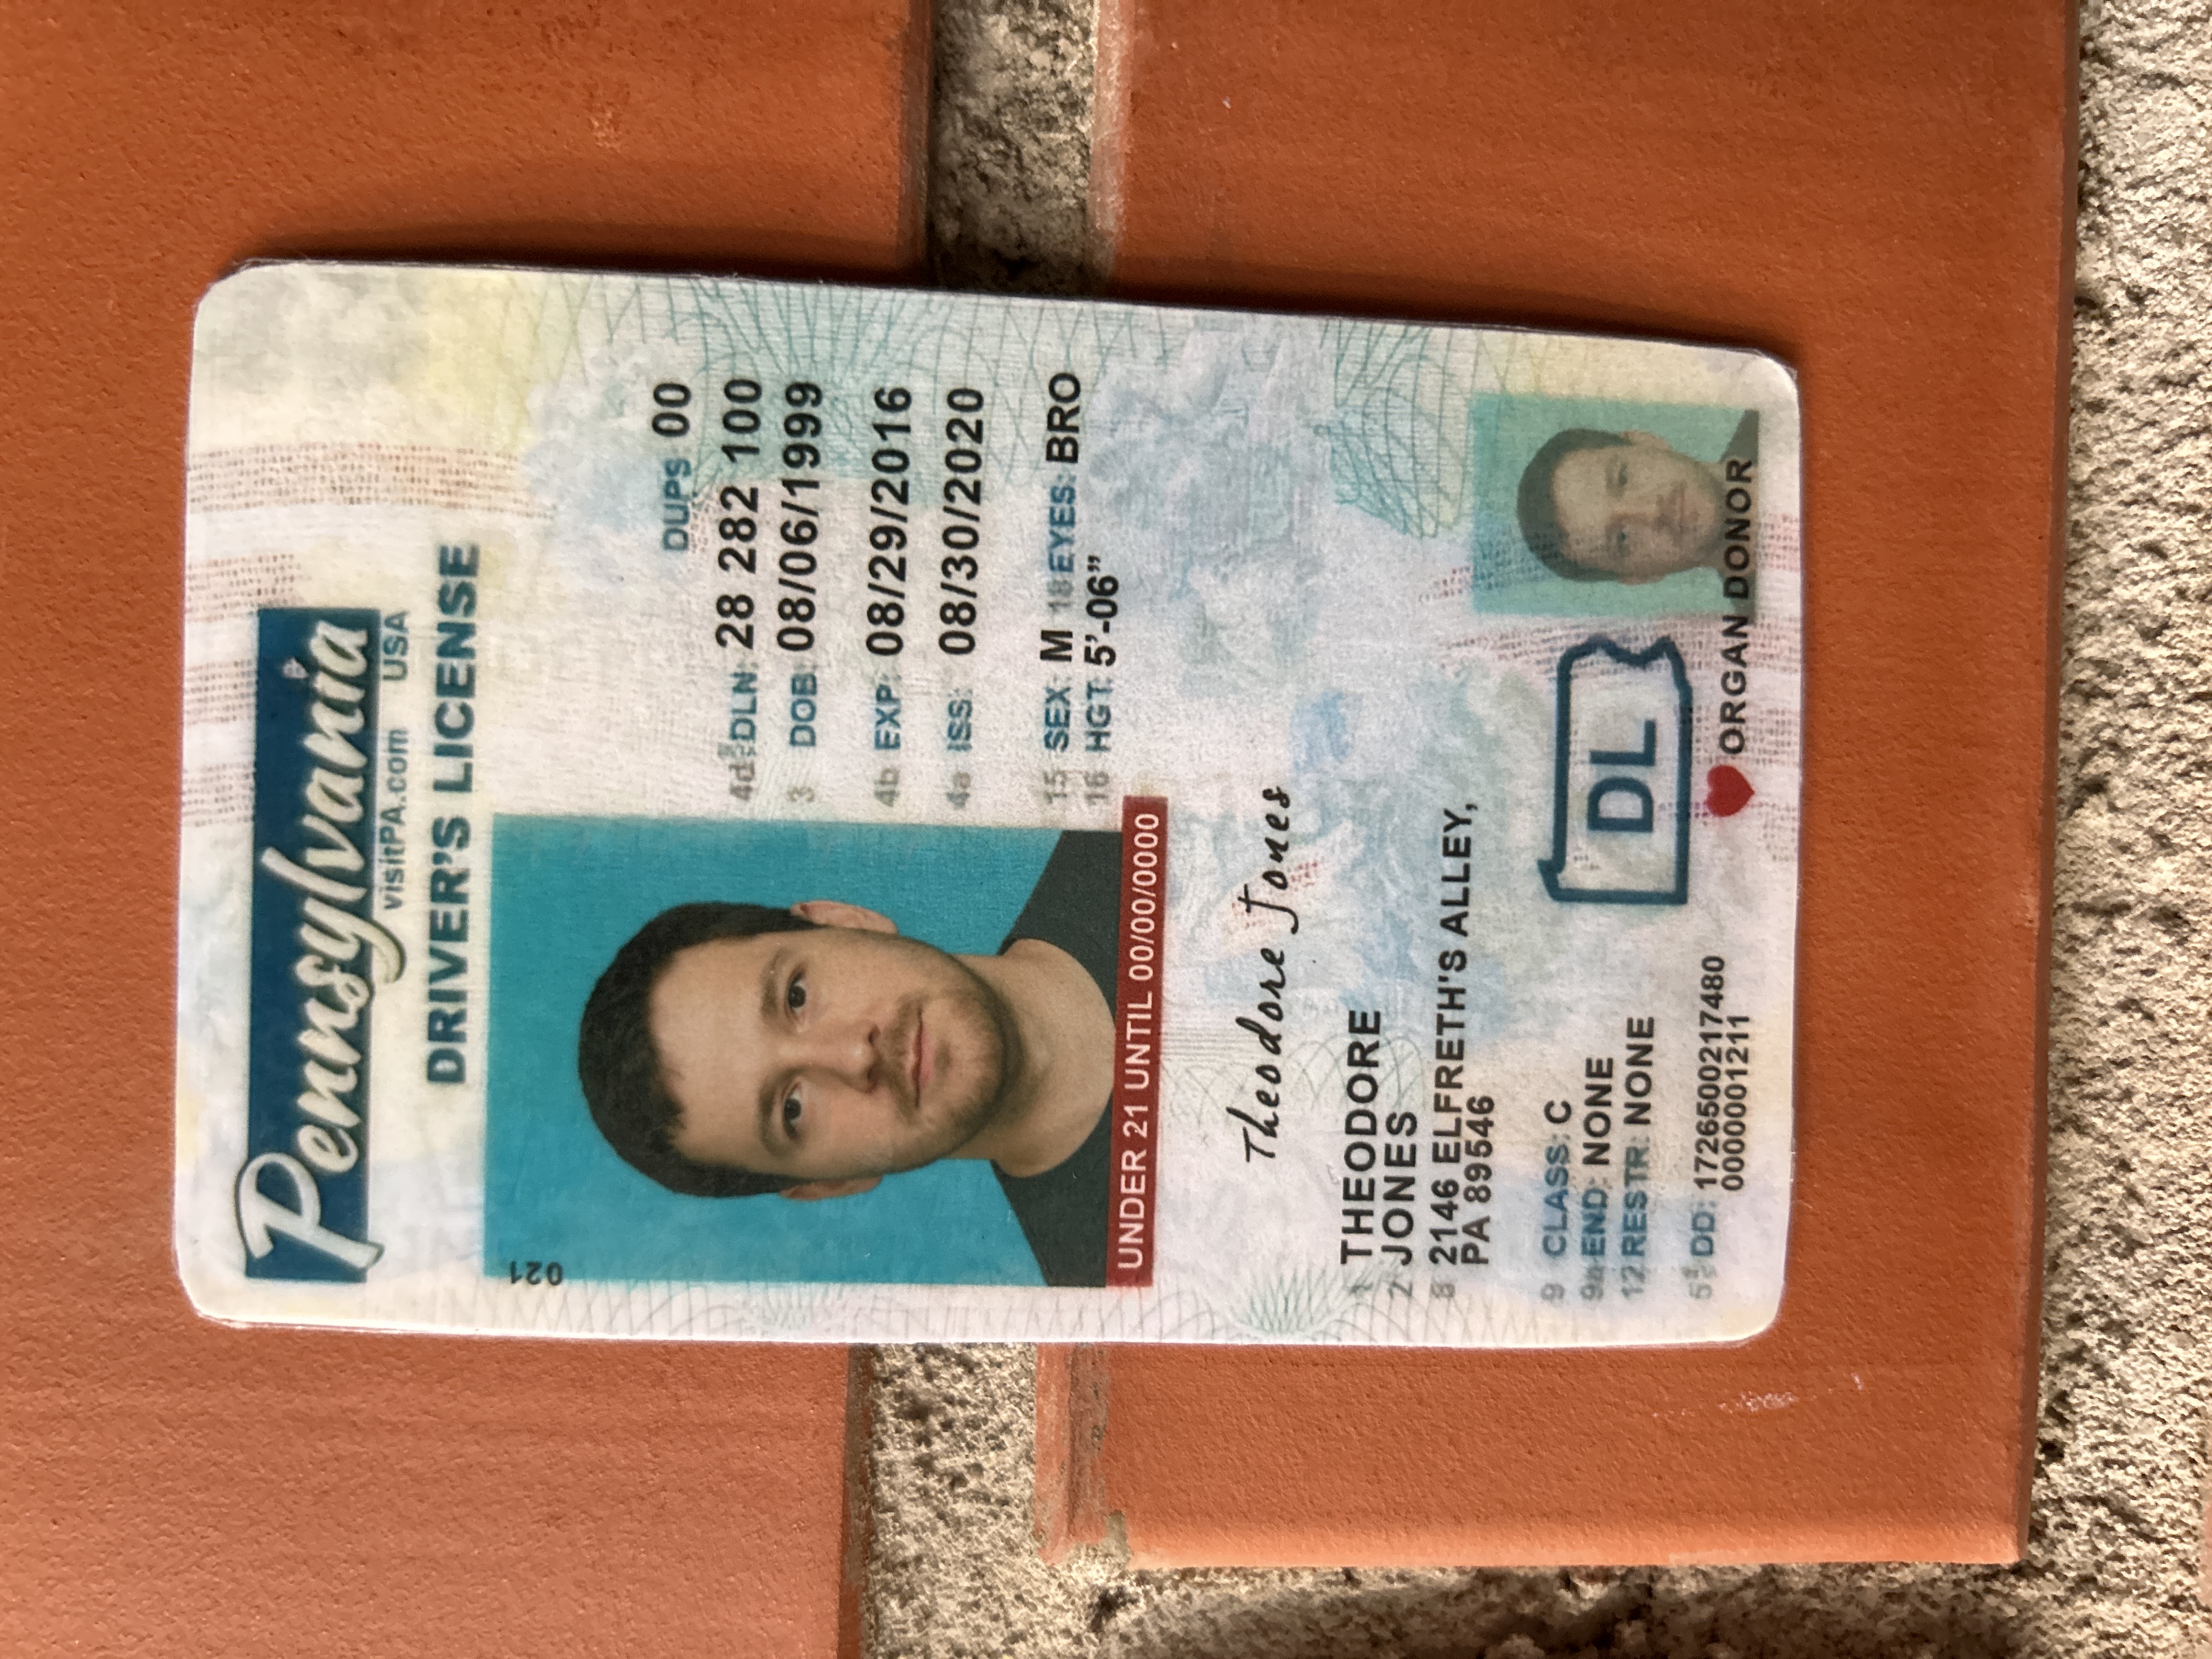 Pennsylvania
visitPA.com USA
DRIVER'S LICENSE
021
DUPS 00
4d DLN: 28 282 100
3 DOB: 08/06/1999
4b EXP: 08/29/2016
4a ISS: 08/30/2020
15 SEX: M 18 EYES: BRO
16 HGT: 5'-06"
UNDER 21 UNTIL 00/00/0000
Theodore Jones
1 THEODORE
2 JONES
8 2146 ELFRETH'S ALLEY,
PA 89546
9 CLASS: C
9a END: NONE
12 RESTR: NONE
DL
5 DD: 1726500217480
0000001211
ORGAN DONOR